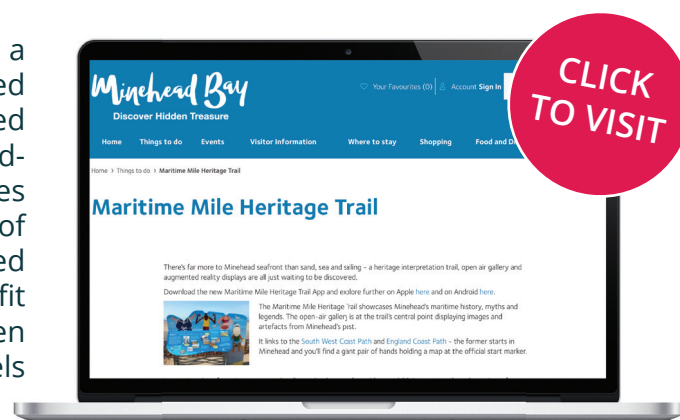 a
ed
ed
d-
es
of
ed
fit
en
els
Minehead Bay
Discover Hidden Treasure
Your Favourites (0) Account Sign In
Home Things to do Events Visitor Information Where to stay Shopping Food and
Home > Things to do > Maritime Mile Heritage Trail
Maritime Mile Heritage Trail
There's far more to Minehead seafront than sand, sea and sailing – a heritage interpretation trail, open air gallery and
augmented reality displays are all just waiting to be discovered.
Download the new Maritime Mile Heritage Trail App and explore further on Apple here and on Android here.
The Maritime Mile Heritage Trail showcases Minehead's maritime history, myths and
legends. The open-air gallery is at the trail's central point displaying images and
artefacts from Minehead's past.
It links to the South West Coast Path and England Coast Path – the former starts in
Minehead and you'll find a giant pair of hands holding a map at the official start marker.
CLICK
TO VISIT